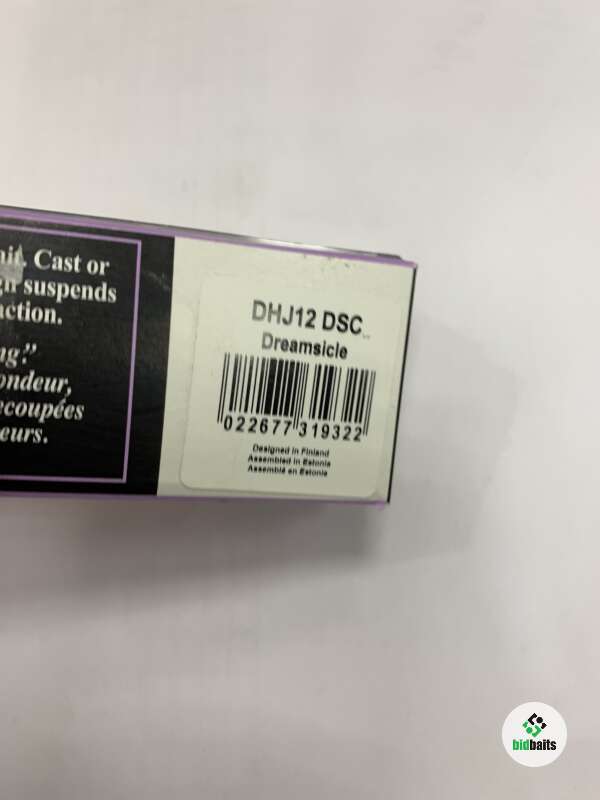 . Cast or
suspends
action.
ondeur,
ecoupées
eurs.
DHJ12 DSC
Dreamsicle
022677 319322
Designed in Finland
Assembled in Estonia
Assemblé en Estonie
bidbaits